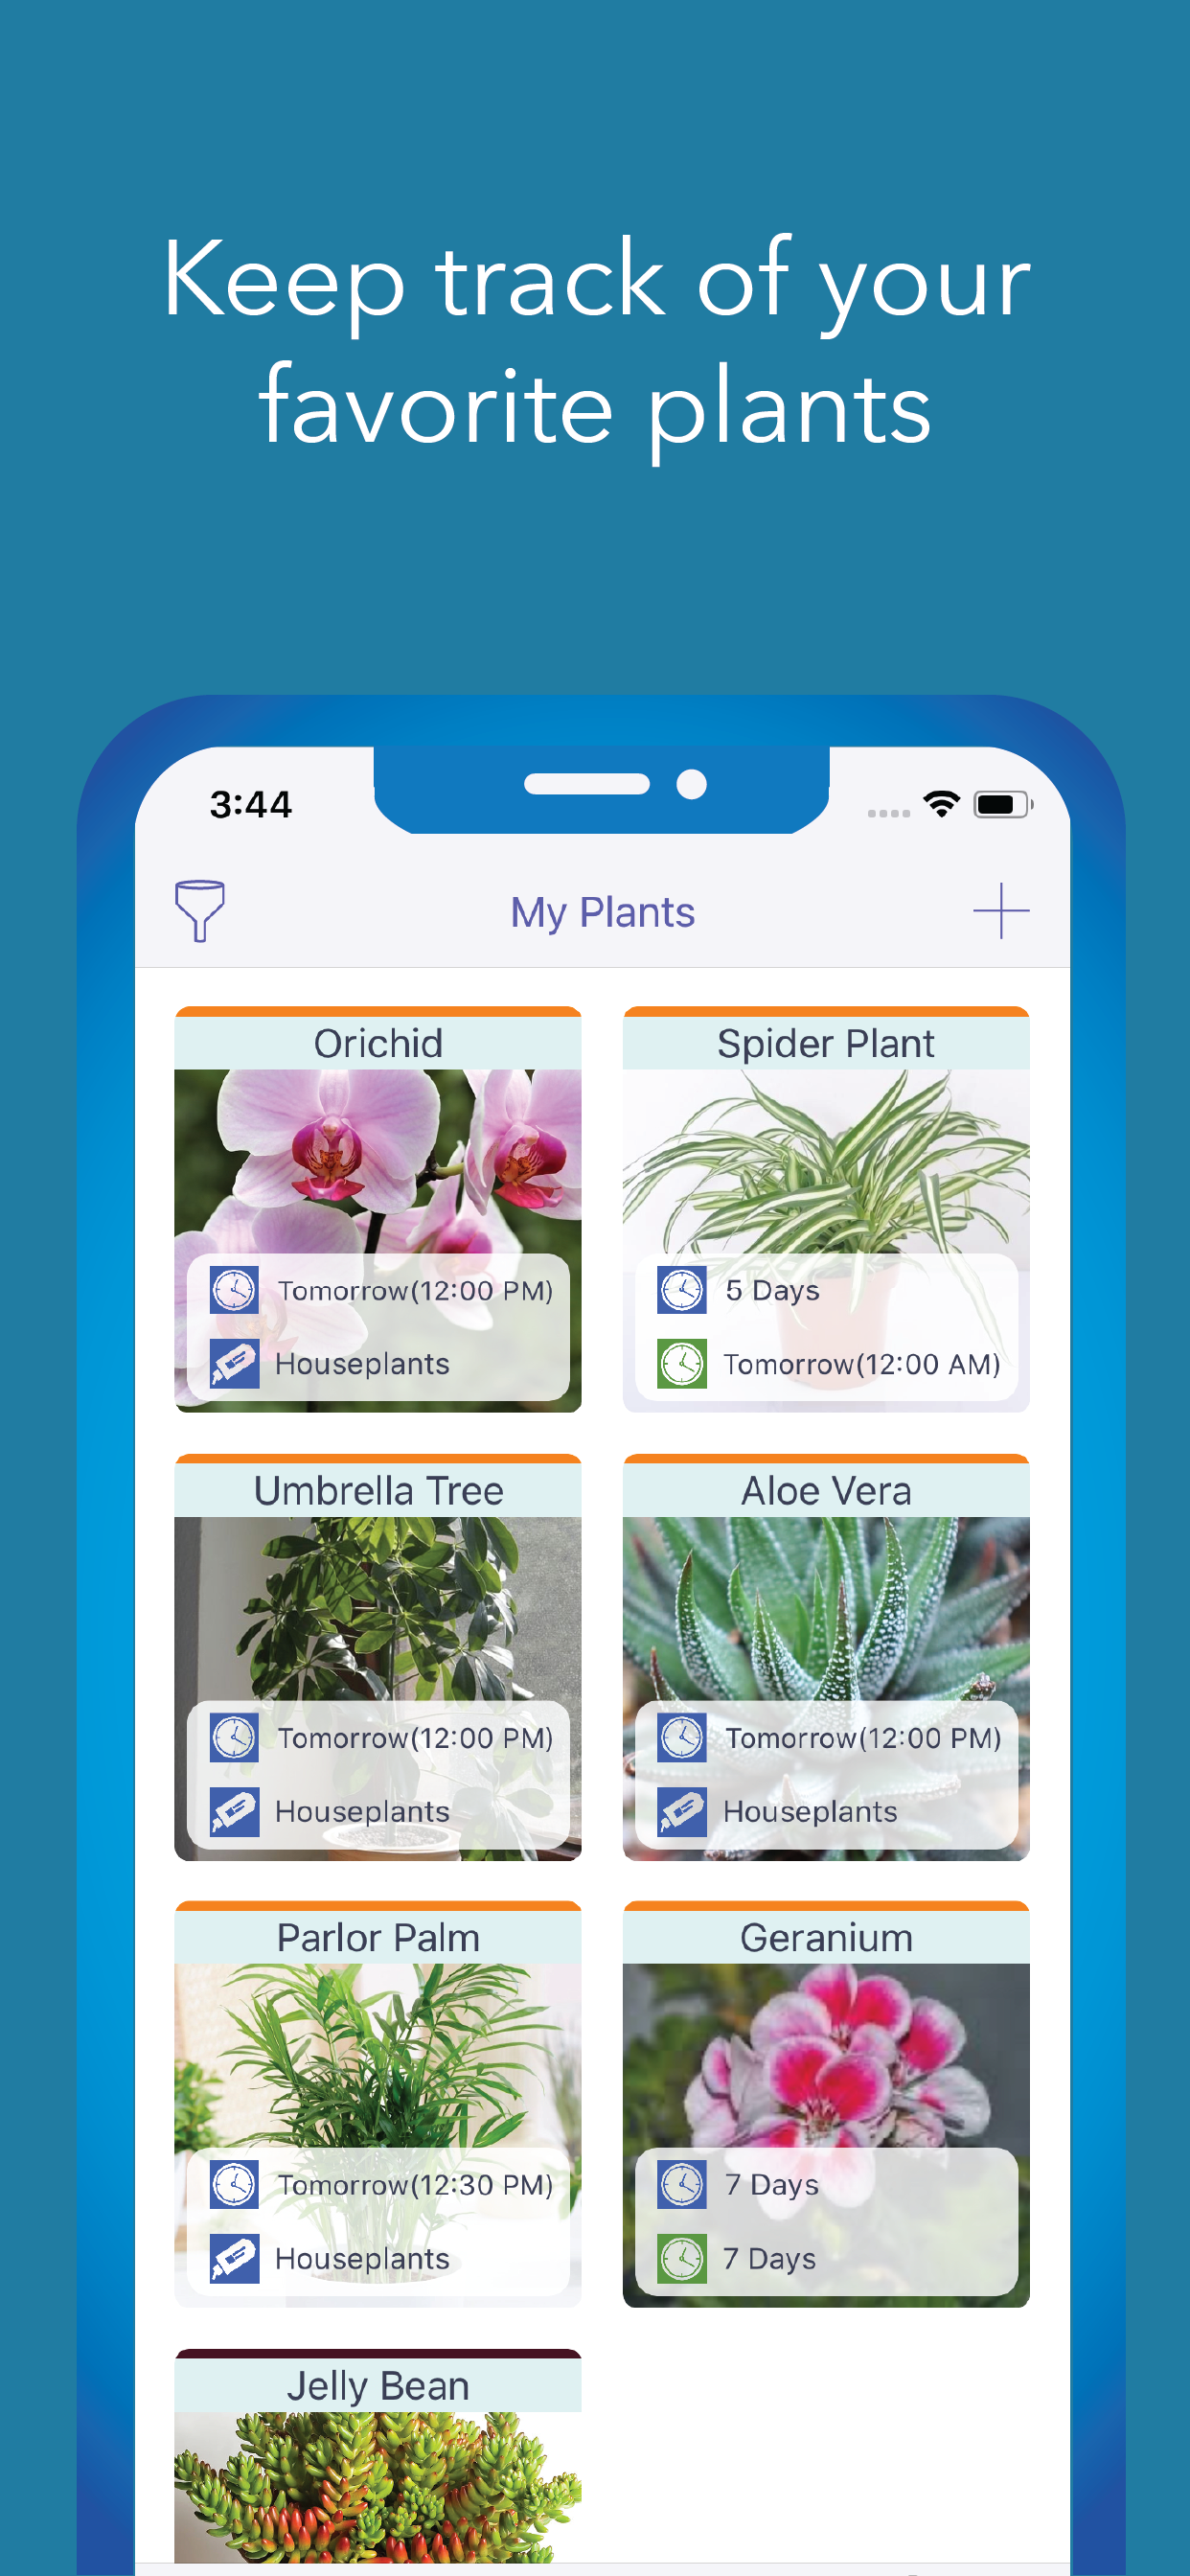 Keep track of your
favorite plants
3:44
My Plants
Orichid
Tomorrow(12:00 PM)
Houseplants
Spider Plant
5 Days
Tomorrow(12:00 AM)
Umbrella Tree
Tomorrow(12:00 PM)
Houseplants
Aloe Vera
Tomorrow(12:00 PM)
Houseplants
Parlor Palm
Tomorrow(12:30 PM)
Houseplants
Geranium
7 Days
7 Days
Jelly Bean